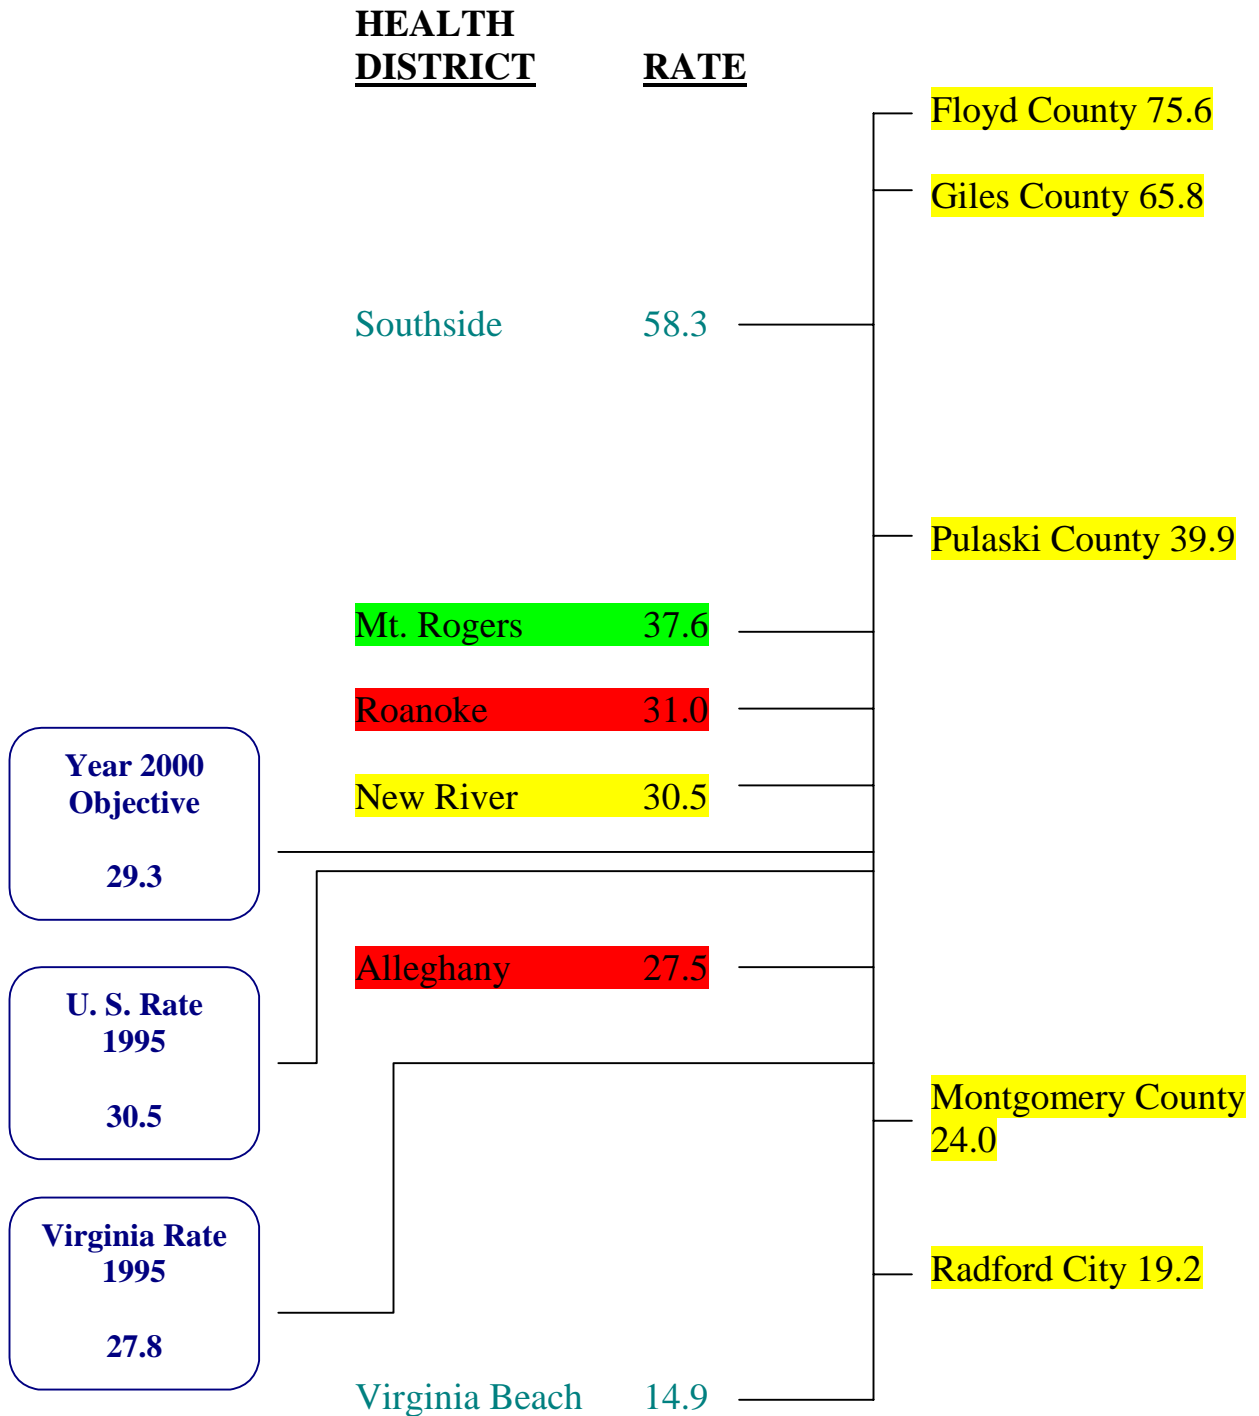 HEALTH
DISTRICT RATE
Floyd County 75.6
Giles County 65.8
Southside 58.3
Pulaski County 39.9
Mt. Rogers 37.6
Roanoke 31.0
Year 2000
Objective
29.3
New River 30.5
Alleghany 27.5
U. S. Rate
1995
30.5
Montgomery County
24.0
Virginia Rate
1995
27.8
Radford City 19.2
Virginia Beach 14.9